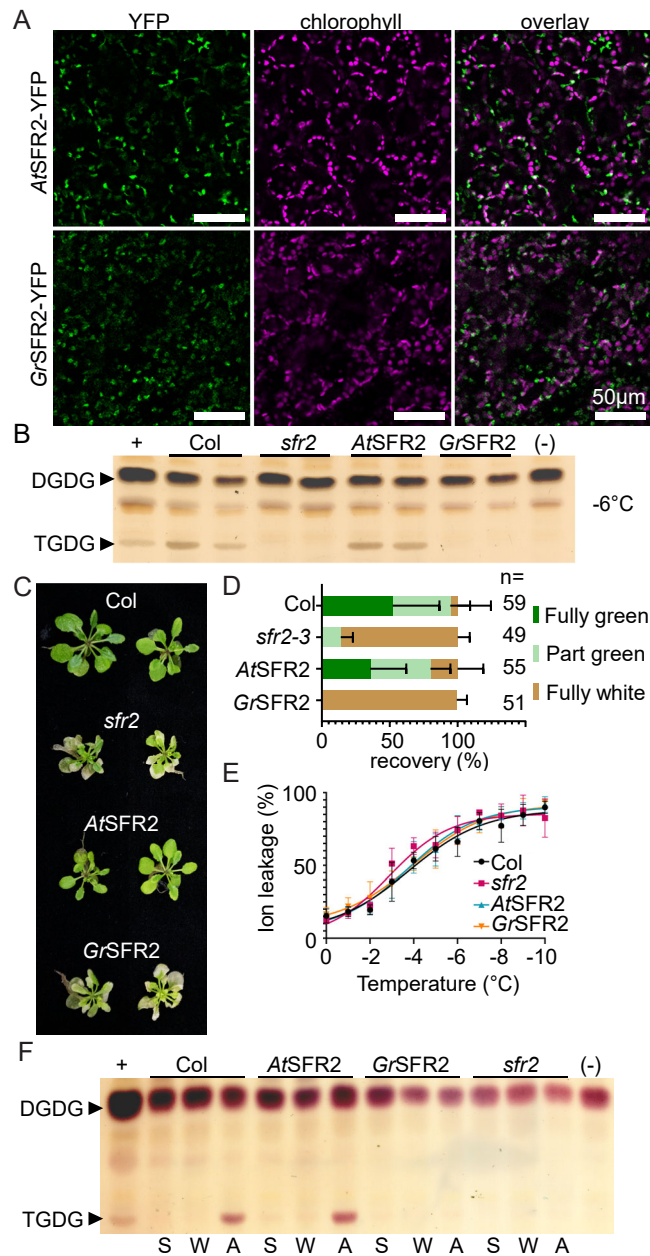 A
YFP chlorophyll overlay
AtSFR2-YFP
GrSFR2-YFP
50µm
B
+ Col sfr2 AtSFR2 GrSFR2 (-)
DGDG
TGDG
-6°C
C
Col
sfr2
AtSFR2
GrSFR2
D
n=
Col 59
sfr2-3 49
AtSFR2 55
GrSFR2 51
Fully green
Part green
Fully white
0 50 100
recovery (%)
E
Ion leakage (%)
100
50
0
0 -2 -4 -6 -8 -10
Temperature (°C)
Col
sfr2
AtSFR2
GrSFR2
F
+ Col AtSFR2 GrSFR2 sfr2 (-)
DGDG
TGDG
S W A S W A S W A S W A